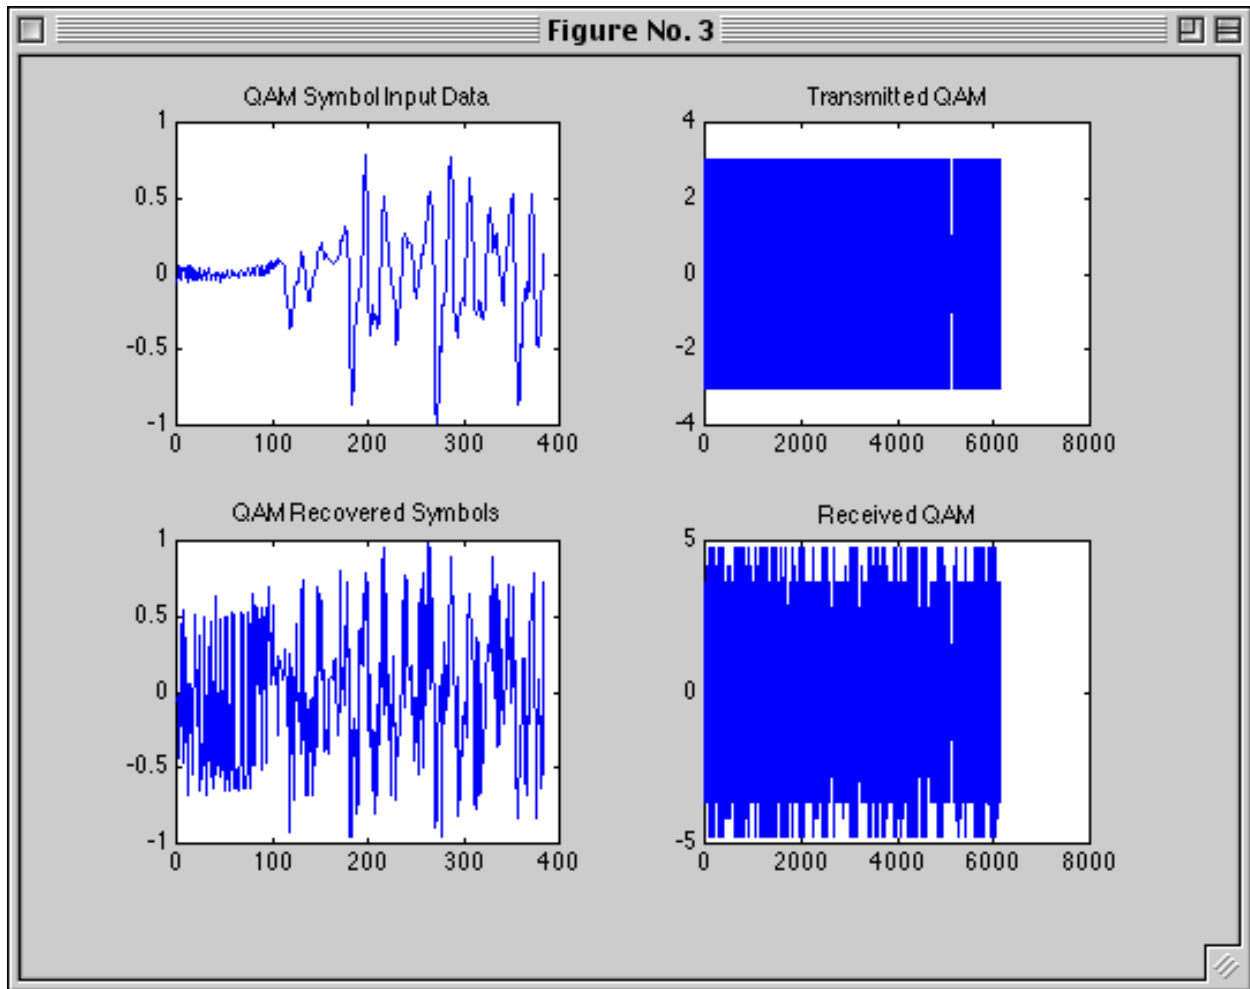 Figure No. 3
QAM Symbol Input Data
1
0.5
0
-0.5
-1
0 100 200 300 400
Transmitted QAM
4
2
0
-2
-4
0 2000 4000 6000 8000
QAM Recovered Symbols
1
0.5
0
-0.5
-1
0 100 200 300 400
Received QAM
5
0
-5
0 2000 4000 6000 8000